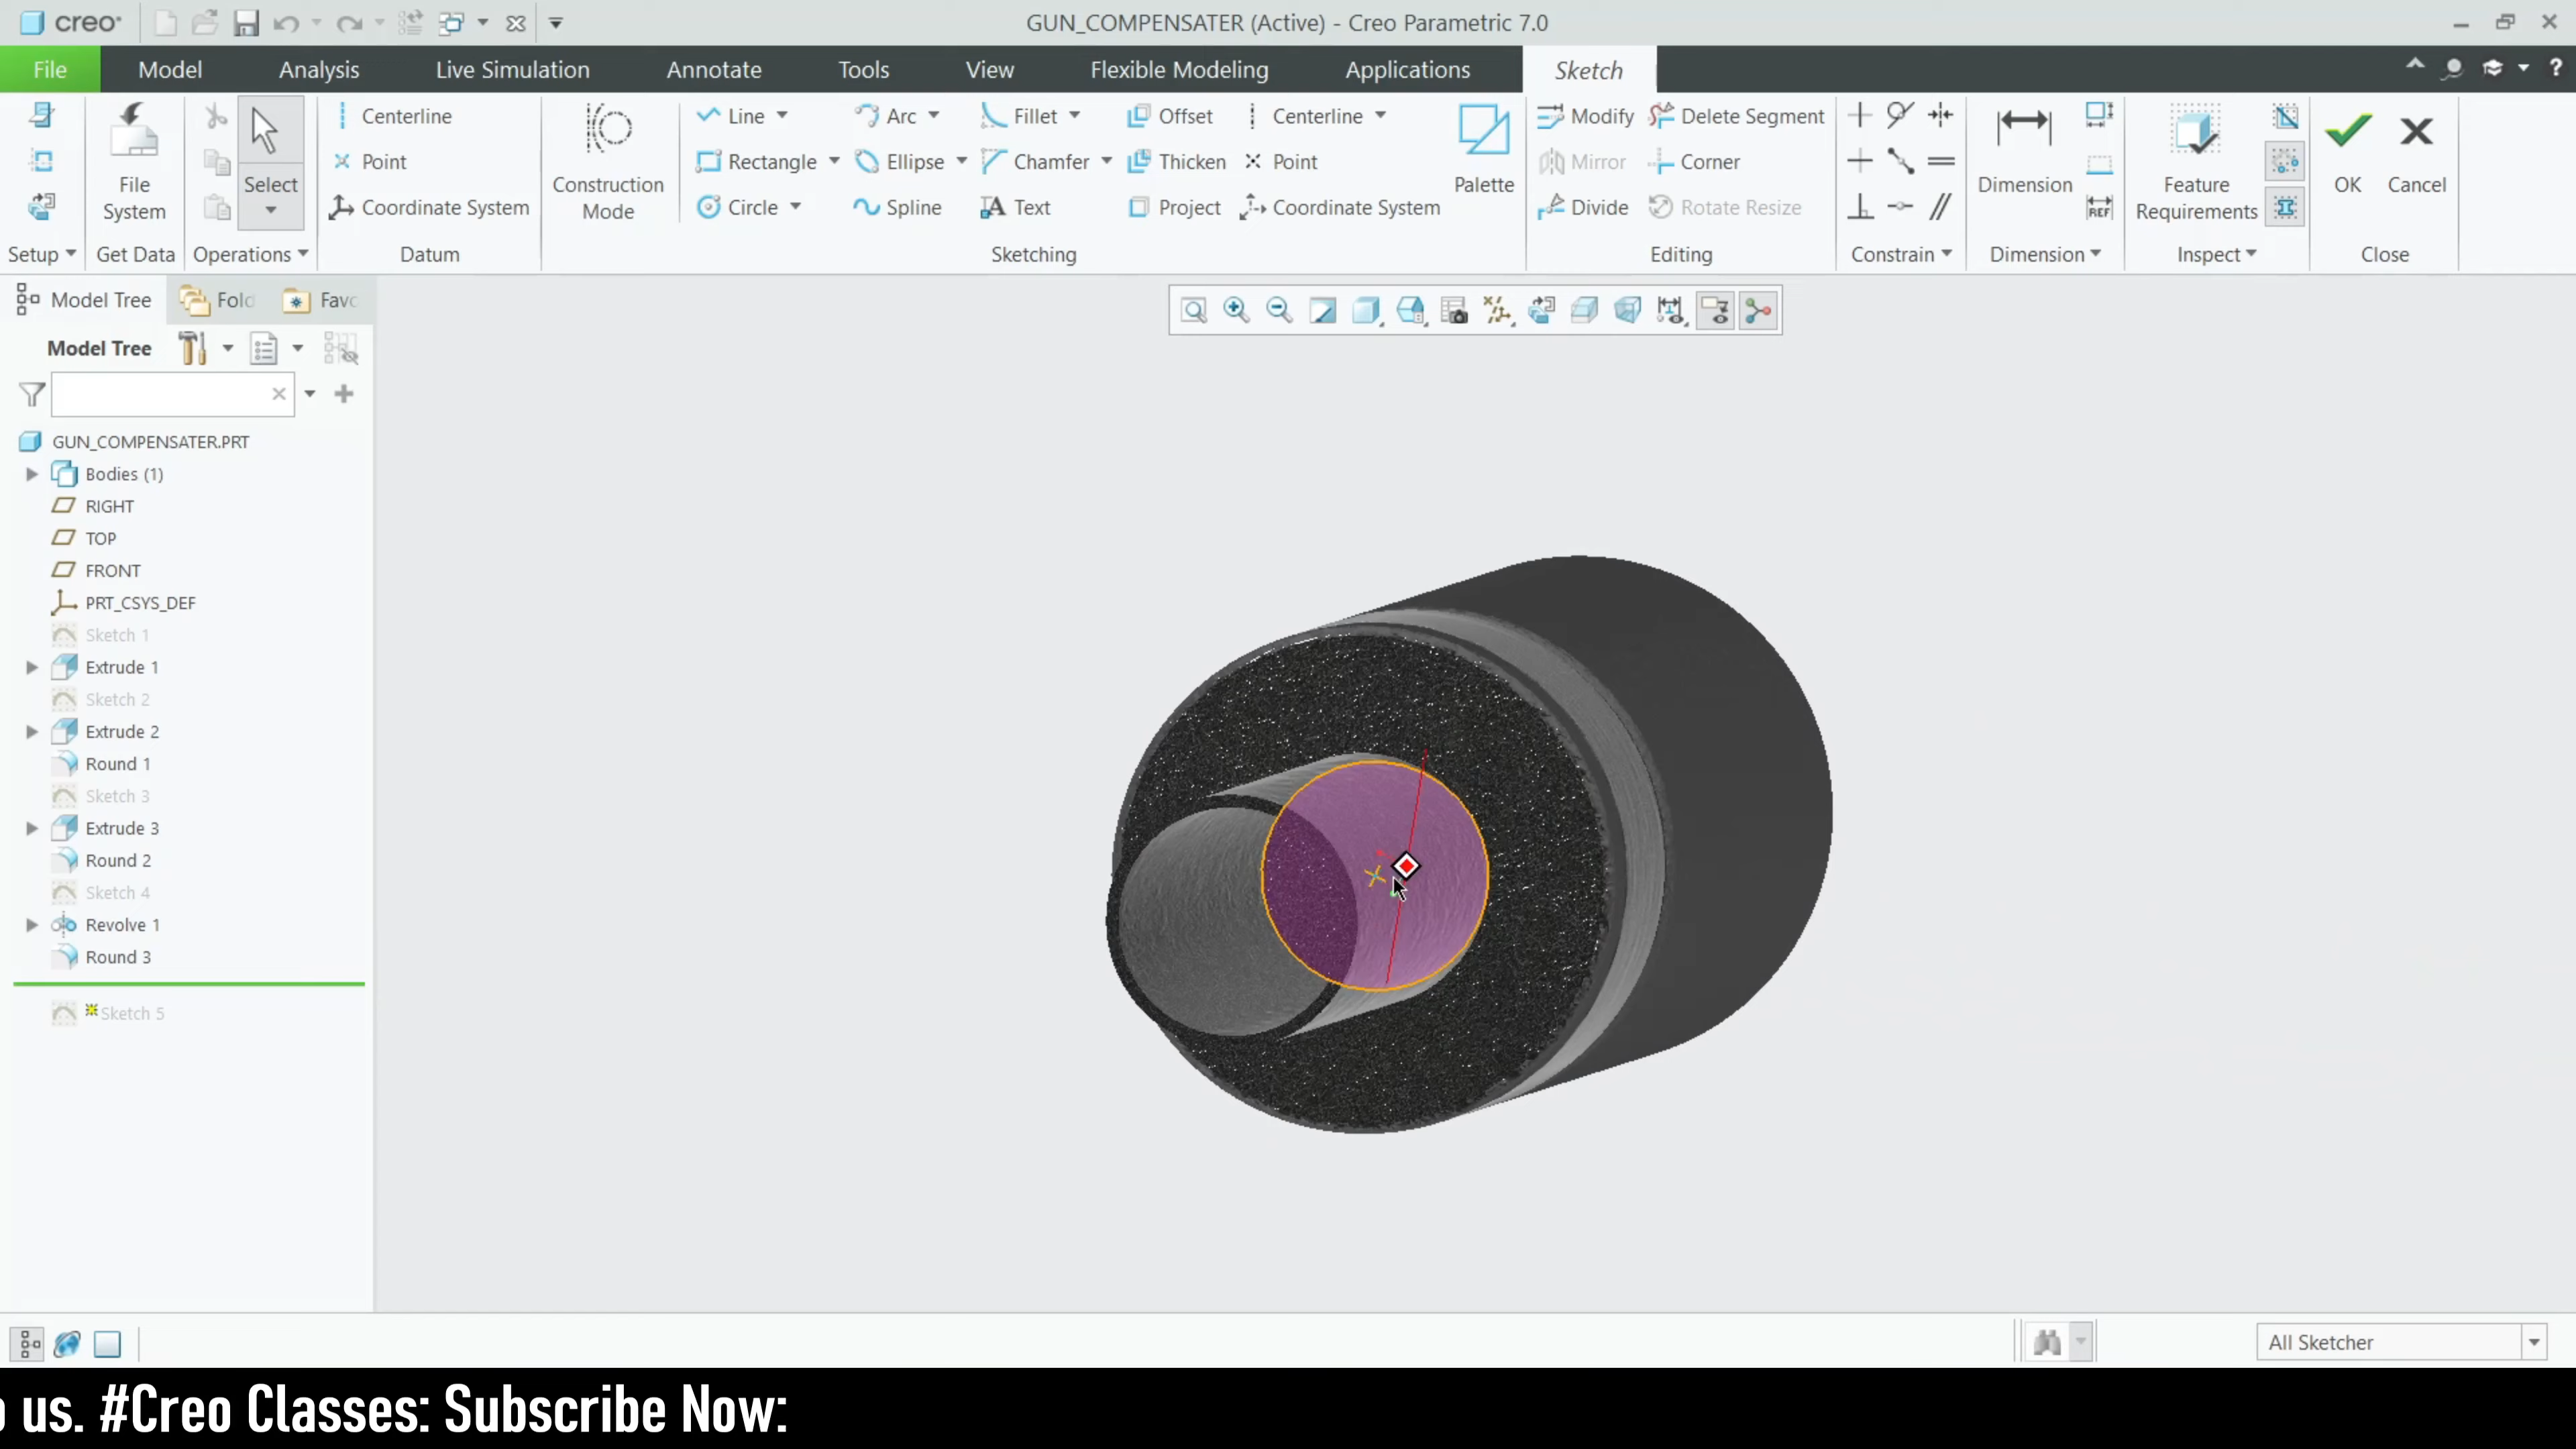 creo
GUN_COMPENSATER (Active) - Creo Parametric 7.0
File Model Analysis Live Simulation Annotate Tools View Flexible Modeling Applications Sketch
Centerline
Point
Coordinate System
File System
Select
Construction Mode
Line Arc Fillet Offset Centerline
Rectangle Ellipse Chamfer Thicken Point
Circle Spline Text Project Coordinate System
Palette
Modify Delete Segment
Mirror Corner
Divide Rotate Resize
Dimension
REF
Feature Requirements
OK Cancel
Setup Get Data Operations Datum Sketching Editing Constrain Dimension Inspect Close
Model Tree Fold Favo
Model Tree
GUN_COMPENSATER.PRT
Bodies (1)
RIGHT
TOP
FRONT
PRT_CSYS_DEF
Sketch 1
Extrude 1
Sketch 2
Extrude 2
Round 1
Sketch 3
Extrude 3
Round 2
Sketch 4
Revolve 1
Round 3
Sketch 5
All Sketcher
us. #Creo Classes: Subscribe Now: